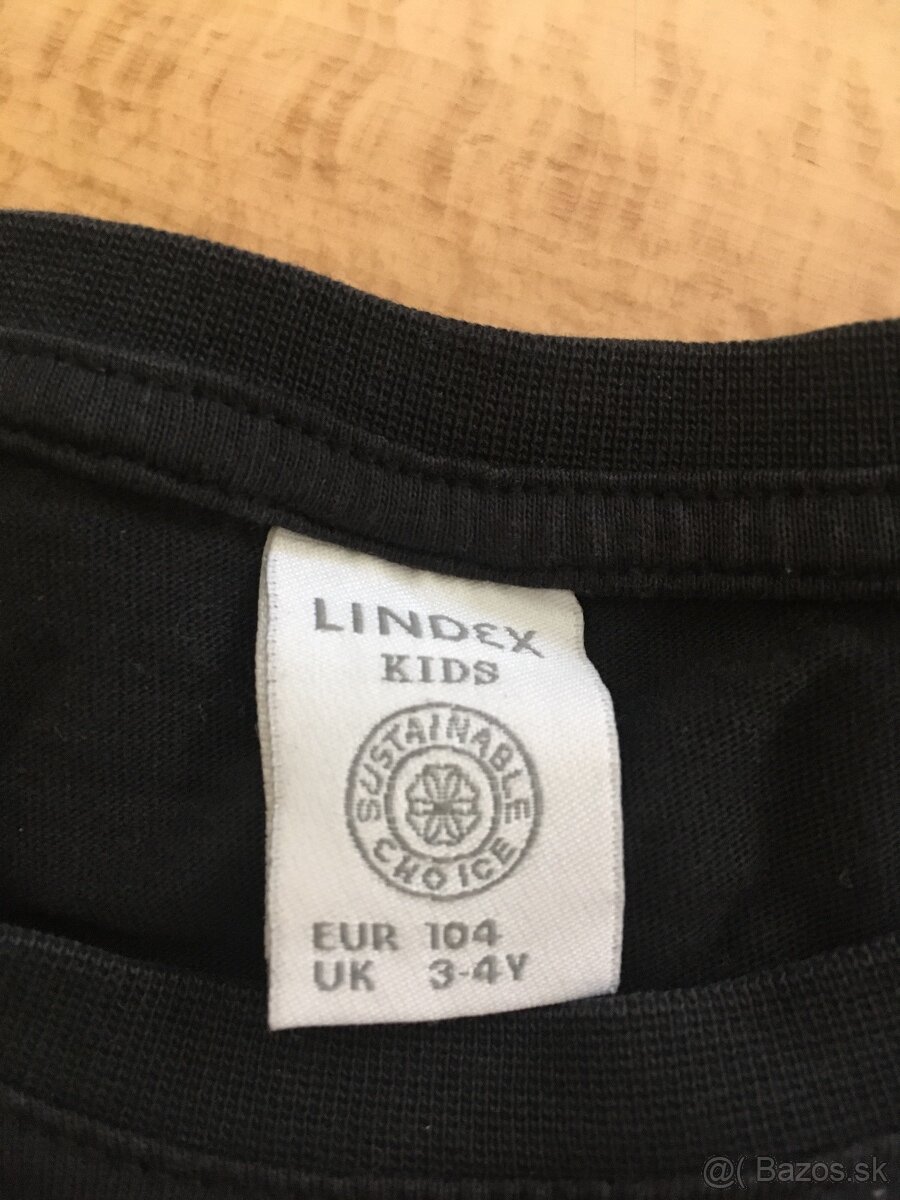 LINDEX
KIDS
SUSTAINABLE
CHOICE
EUR 104
UK 3-4Y
@( Bazos.sk